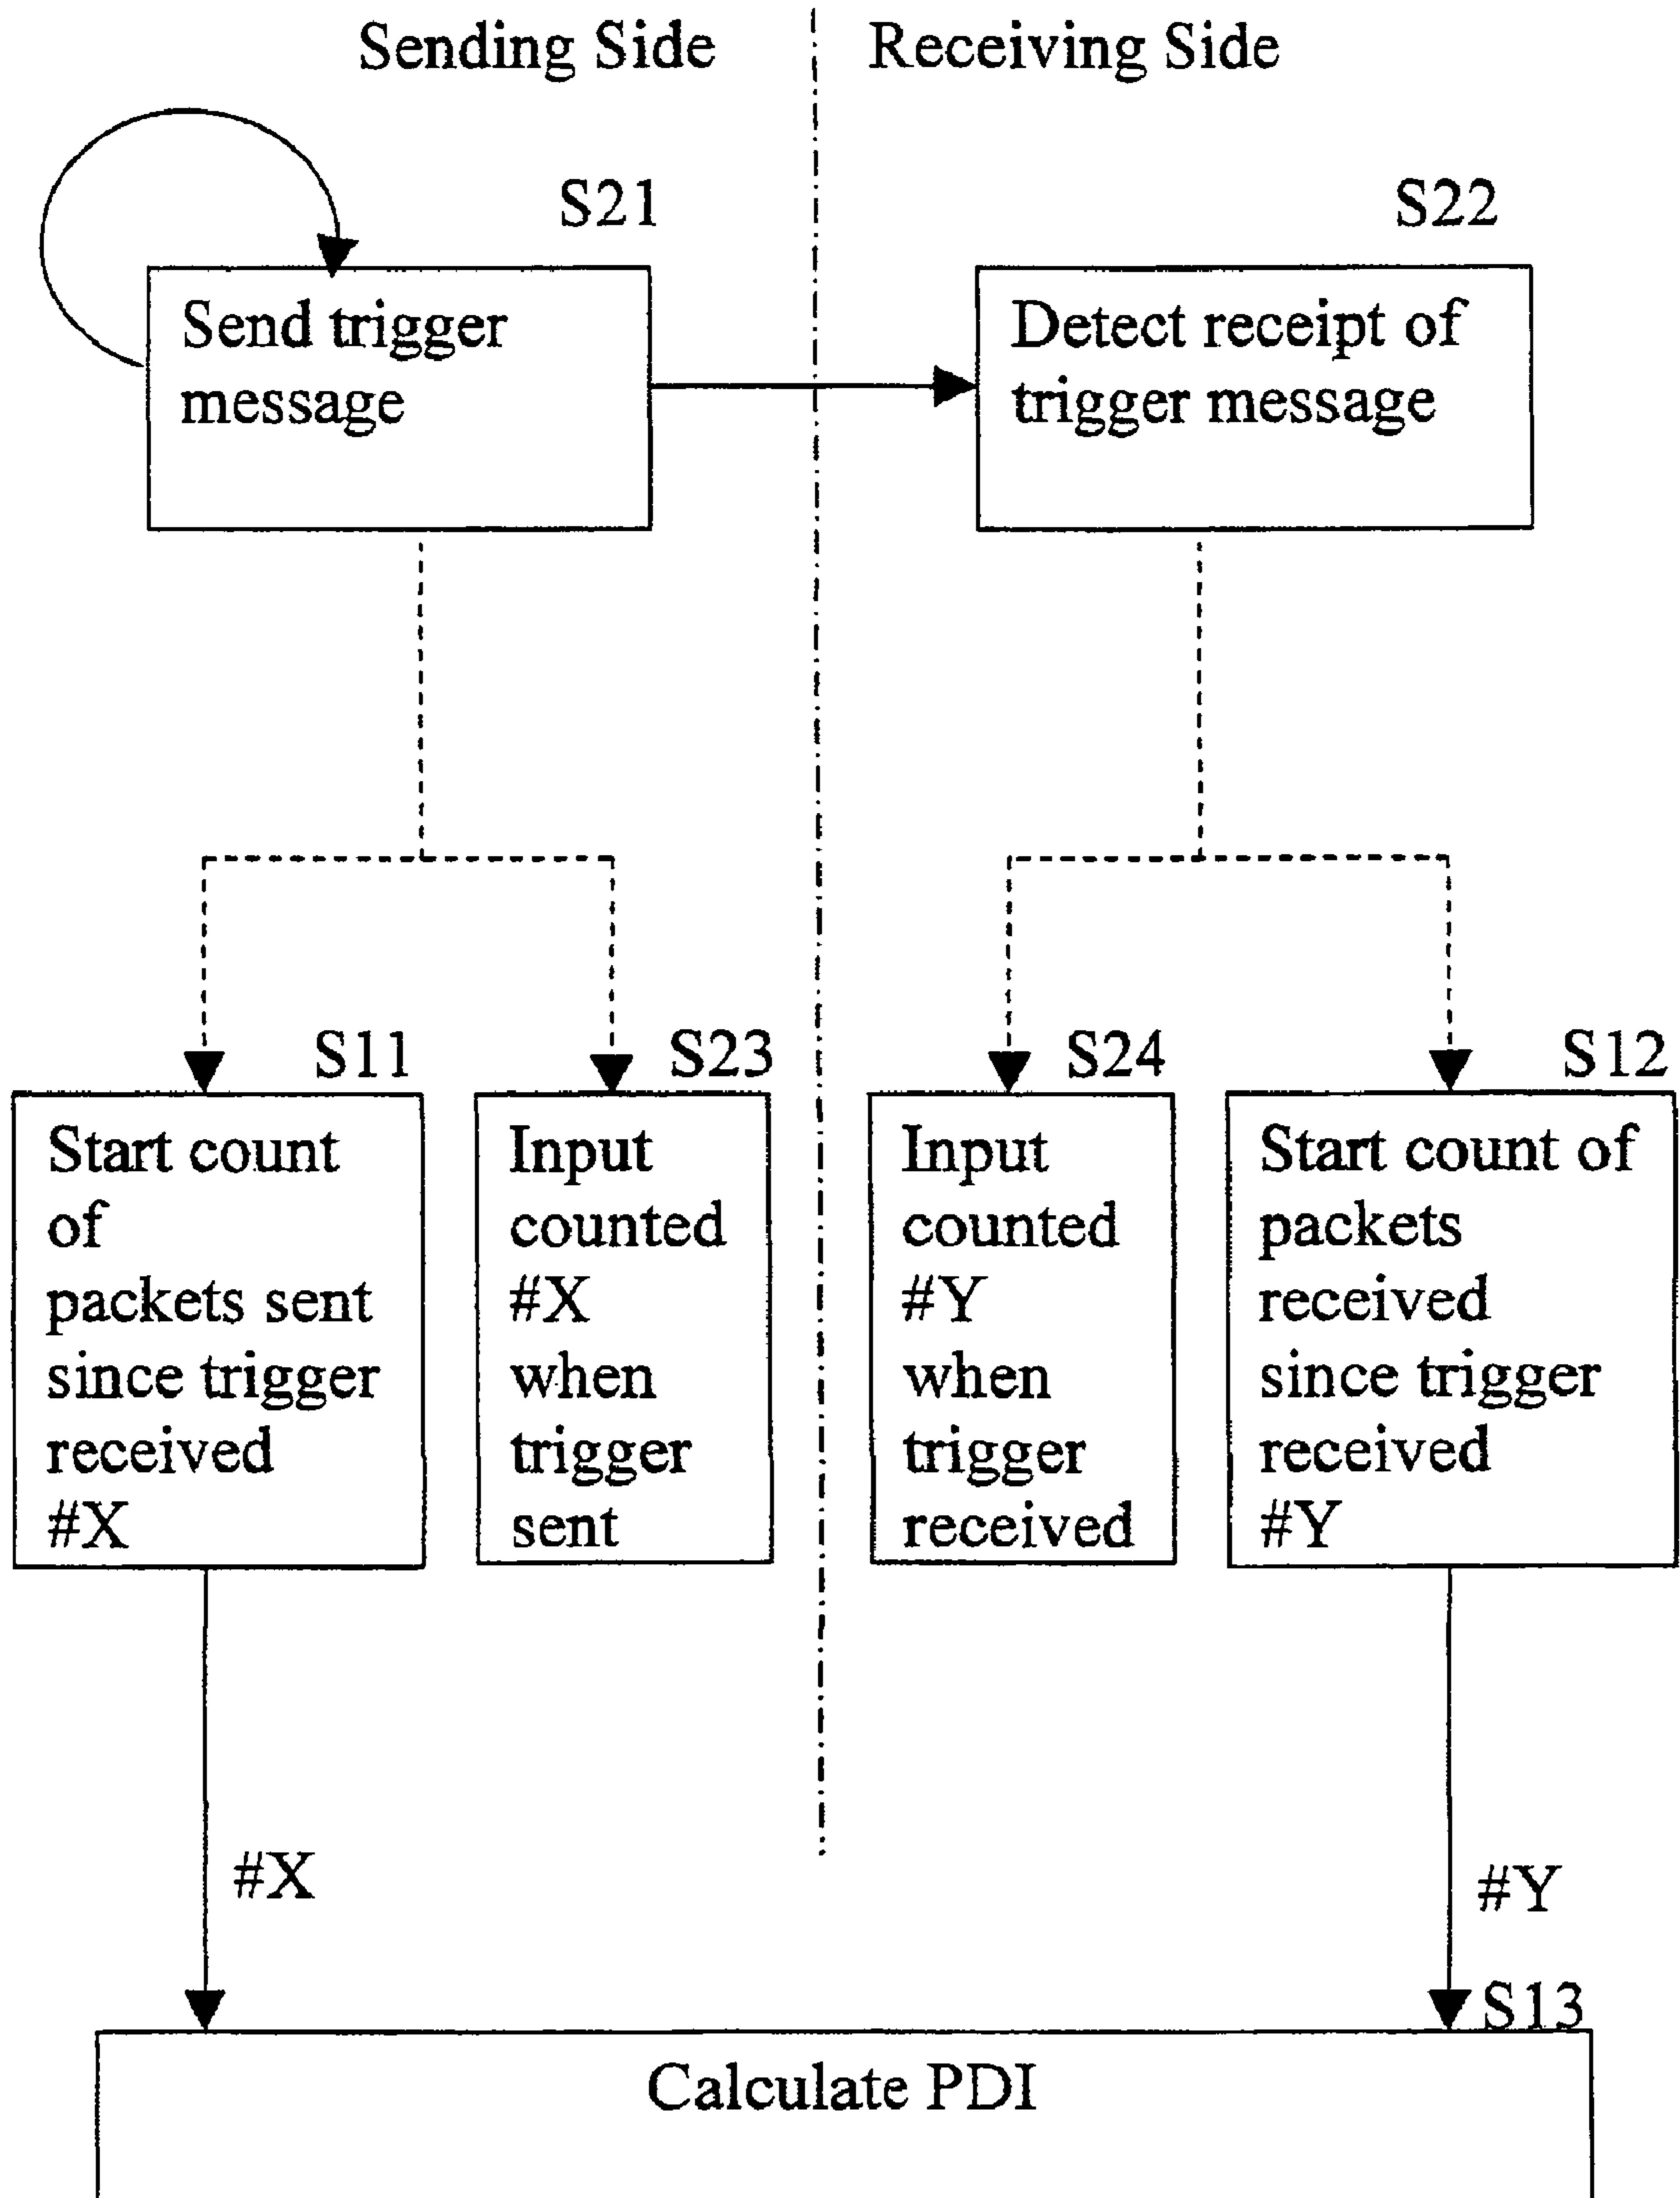 Sending Side
Receiving Side
S21
S22
Send trigger
message
Detect receipt of
trigger message
S11
S23
S24
S12
Start count
of
packets sent
since trigger
received
#X
Input
counted
#X
when
trigger
sent
Input
counted
#Y
when
trigger
received
Start count of
packets
received
since trigger
received
#Y
#X
#Y
S13
Calculate PDI